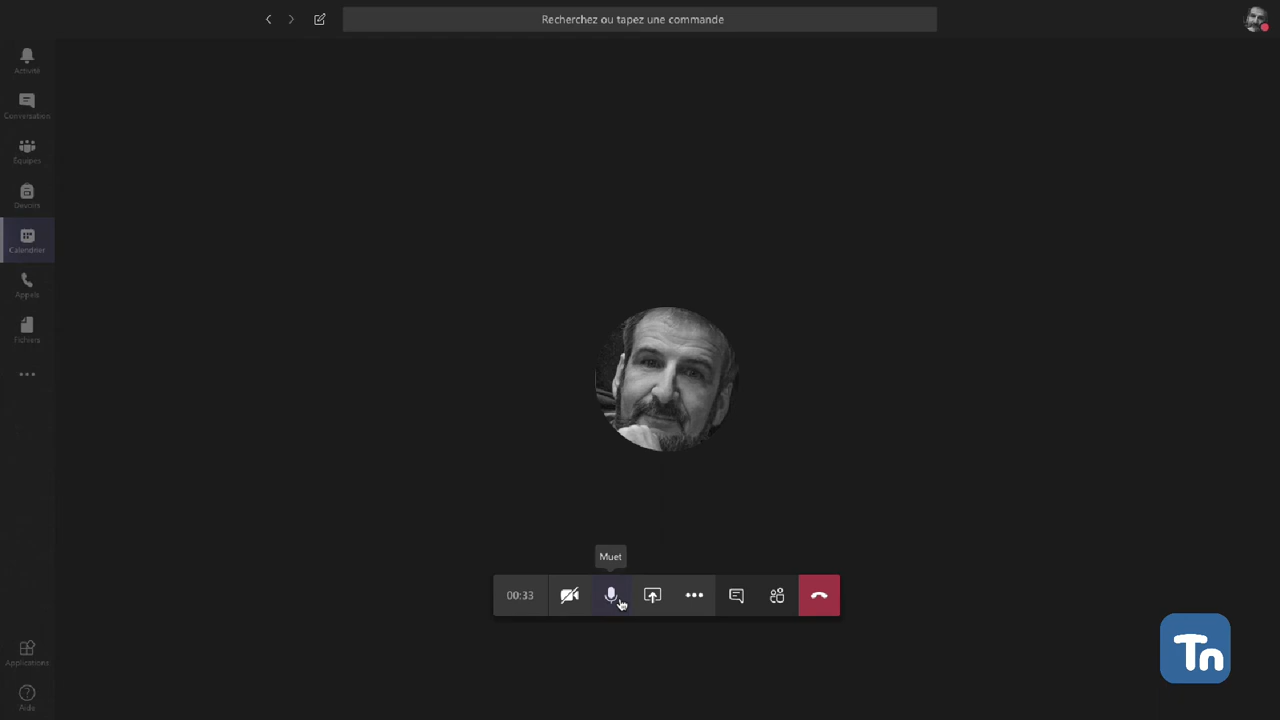 Recherchez ou tapez une commande
Activité
Conversation
Équipes
Devoirs
Calendrier
Appels
Fichiers
Muet
00:33
Applications
Aide
Tn